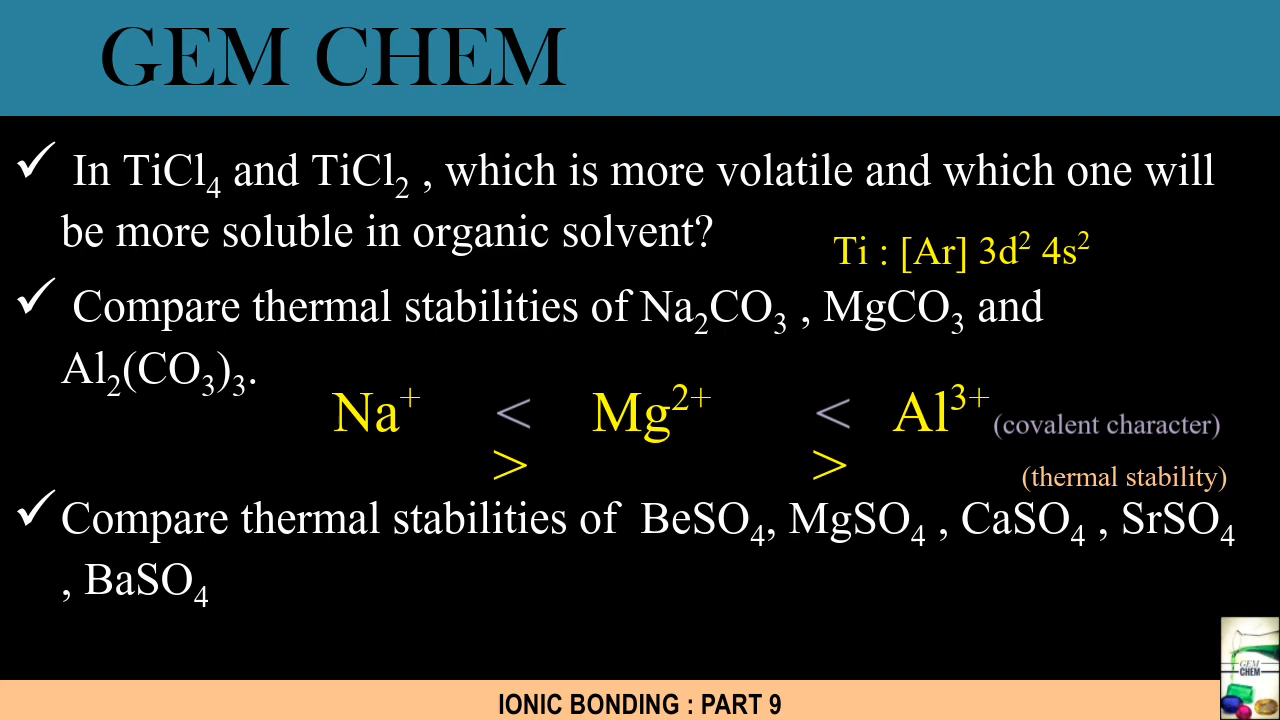 GEM CHEM
✓ In TiCl₄ and TiCl₂ , which is more volatile and which one will
be more soluble in organic solvent?
Ti : [Ar] 3d² 4s²
✓ Compare thermal stabilities of Na₂CO₃ , MgCO₃ and
Al₂(CO₃)₃.
Na⁺ < Mg²⁺ < Al³⁺ (covalent character)
> > (thermal stability)
✓ Compare thermal stabilities of BeSO₄, MgSO₄ , CaSO₄ , SrSO₄
, BaSO₄
GEM
CHEM
IONIC BONDING : PART 9